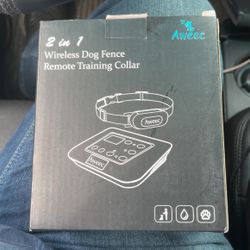 2 in 1
Wireless Dog Fence
Remote Training Collar
Aweec
Aweec
Aweec